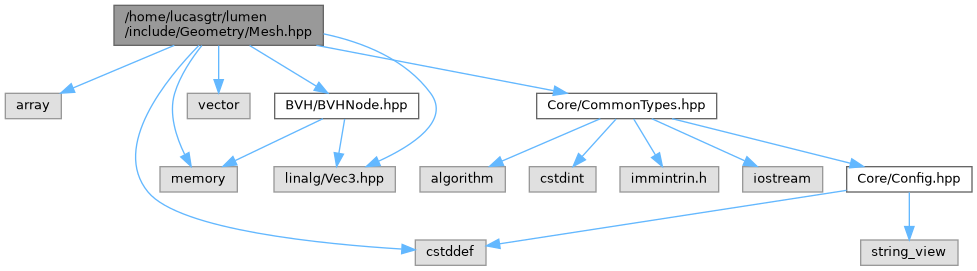 /home/lucasgtr/lumen
/include/Geometry/Mesh.hpp
array
vector
BVH/BVHNode.hpp
Core/CommonTypes.hpp
memory
linalg/Vec3.hpp
algorithm
cstdint
immintrin.h
iostream
Core/Config.hpp
cstddef
string_view